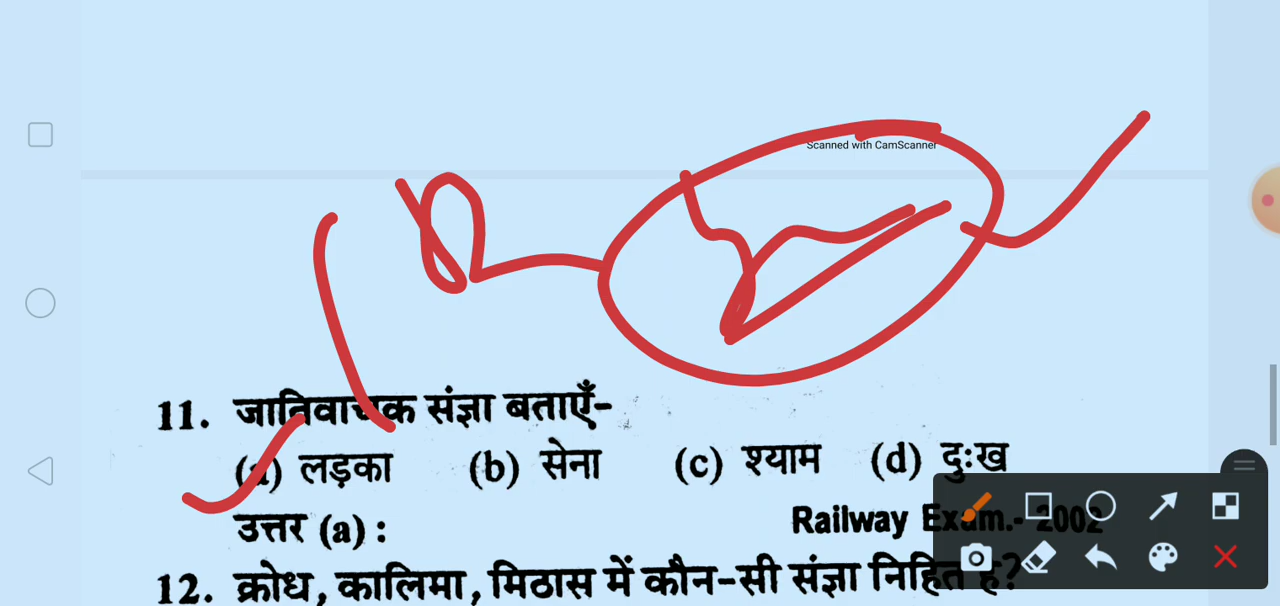 Scanned with CamScanner
11. जातिवाचक संज्ञा बताएँ-
(a) लड़का (b) सेना (c) श्याम (d) दुःख
उत्तर (a) : Railway Exam.- 2002
12. क्रोध, कालिमा, मिठास में कौन-सी संज्ञा निहित है?